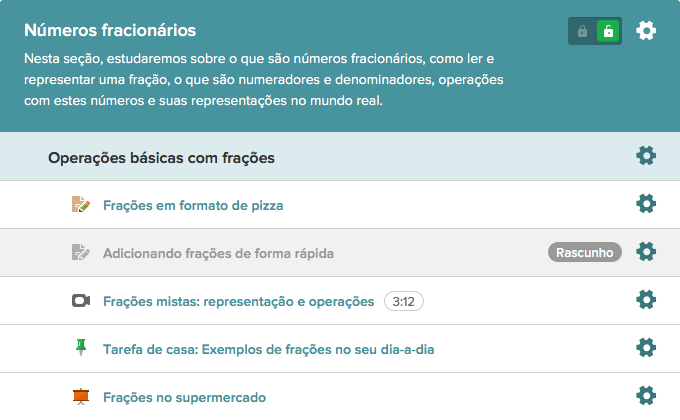 Números fracionários
Nesta seção, estudaremos sobre o que são números fracionários, como ler e
representar uma fração, o que são numeradores e denominadores, operações
com estes números e suas representações no mundo real.
Operações básicas com frações
Frações em formato de pizza
Adicionando frações de forma rápida
Rascunho
Frações mistas: representação e operações
3:12
Tarefa de casa: Exemplos de frações no seu dia-a-dia
Frações no supermercado